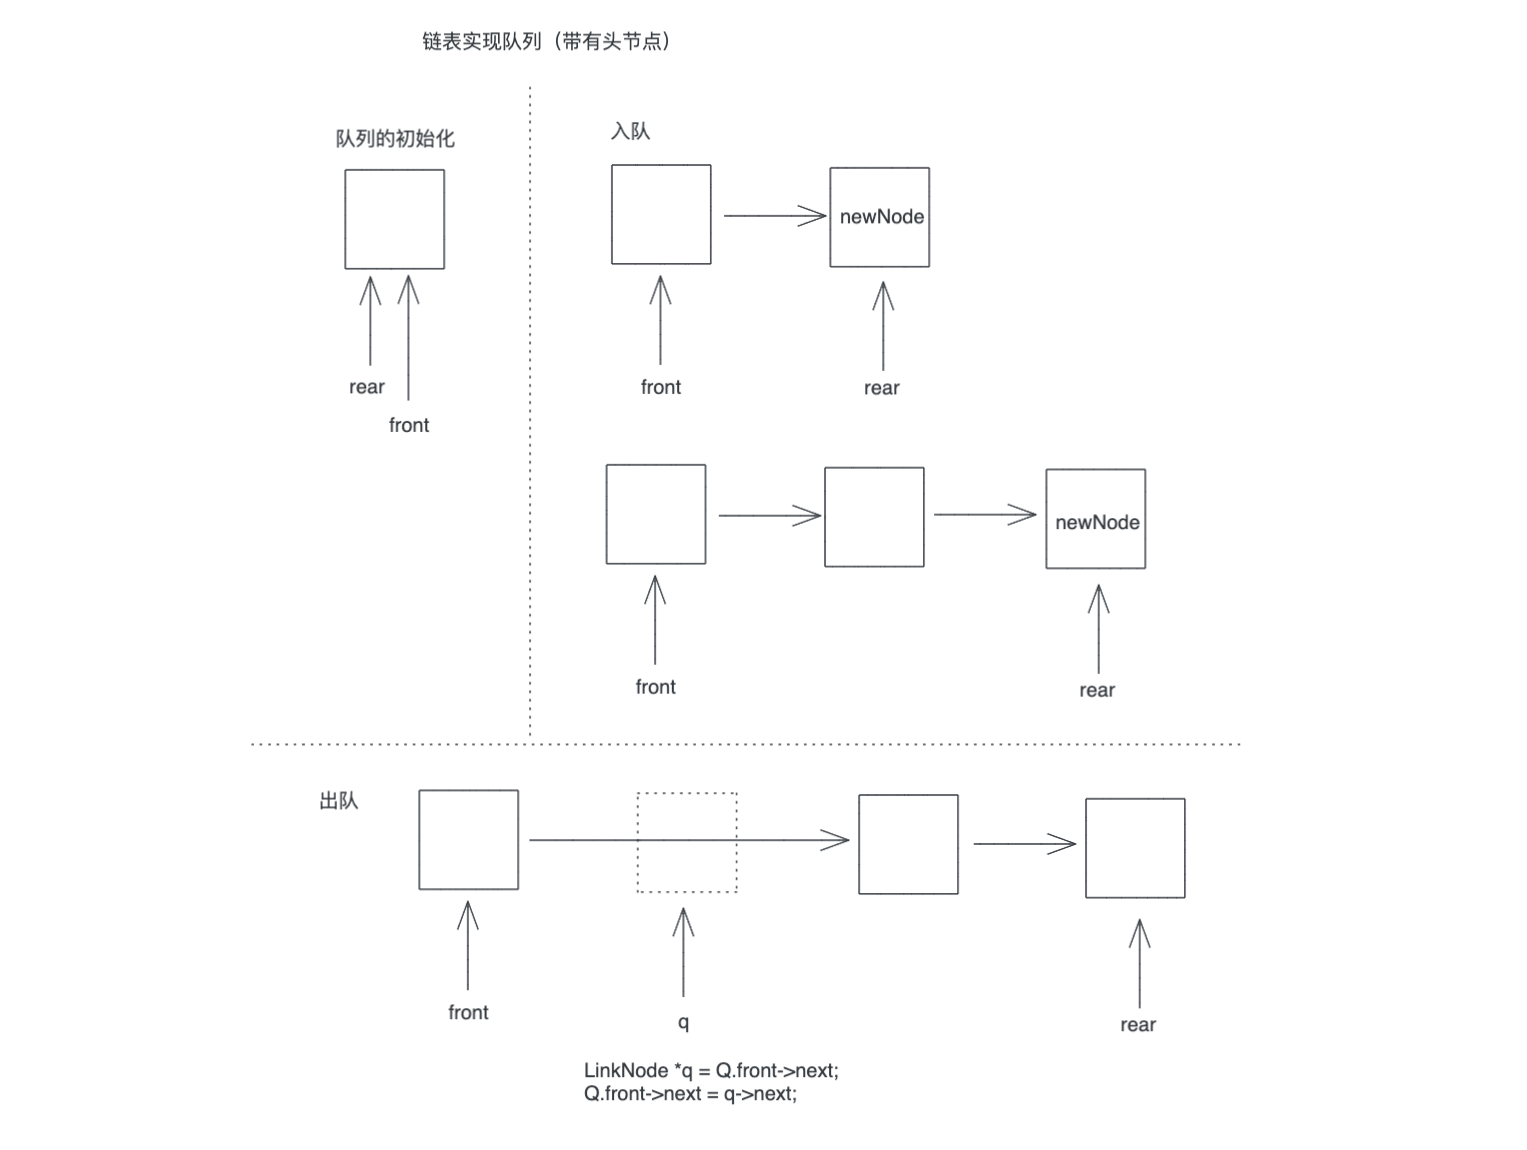 链表实现队列（带有头节点）
队列的初始化
rear
front
入队
newNode
front
rear
newNode
front
rear
出队
front
q
rear
LinkNode *q = Q.front->next;
Q.front->next = q->next;